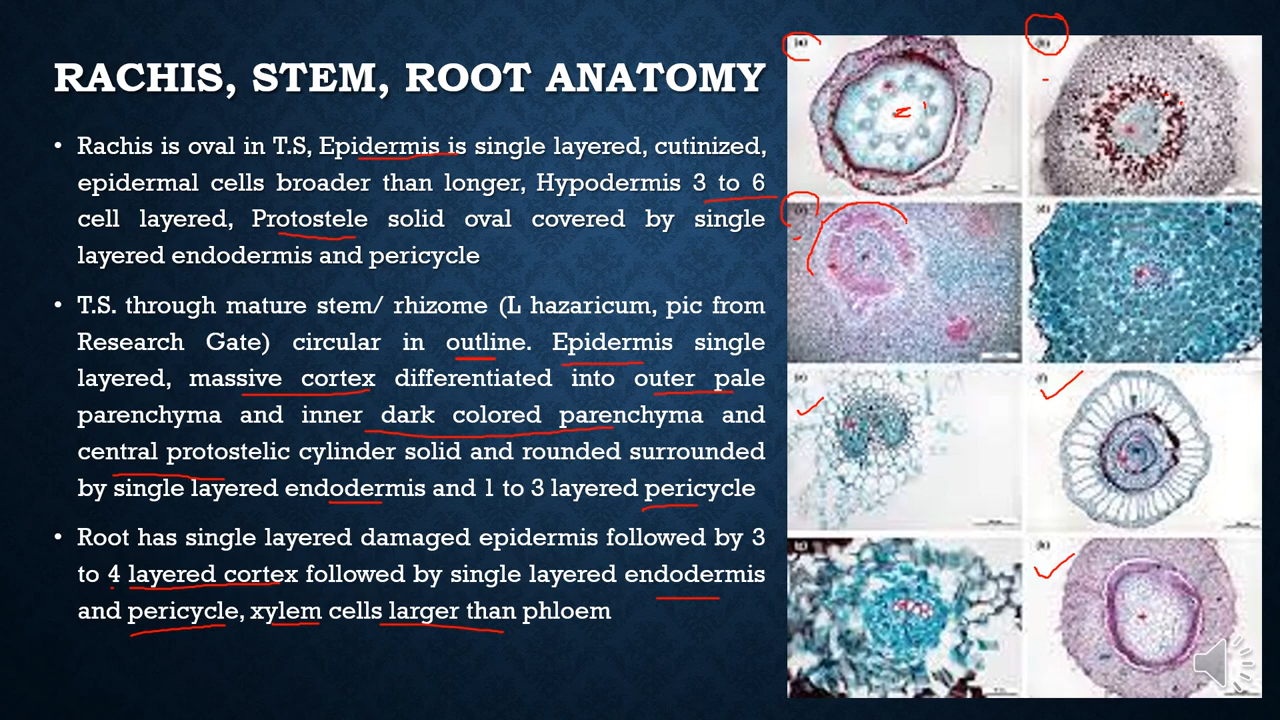 RACHIS, STEM, ROOT ANATOMY
• Rachis is oval in T.S, Epidermis is single layered, cutinized,
epidermal cells broader than longer, Hypodermis 3 to 6
cell layered, Protostele solid oval covered by single
layered endodermis and pericycle
• T.S. through mature stem/ rhizome (L hazaricum, pic from
Research Gate) circular in outline. Epidermis single
layered, massive cortex differentiated into outer pale
parenchyma and inner dark colored parenchyma and
central protostelic cylinder solid and rounded surrounded
by single layered endodermis and 1 to 3 layered pericycle
• Root has single layered damaged epidermis followed by 3
to 4 layered cortex followed by single layered endodermis
and pericycle, xylem cells larger than phloem